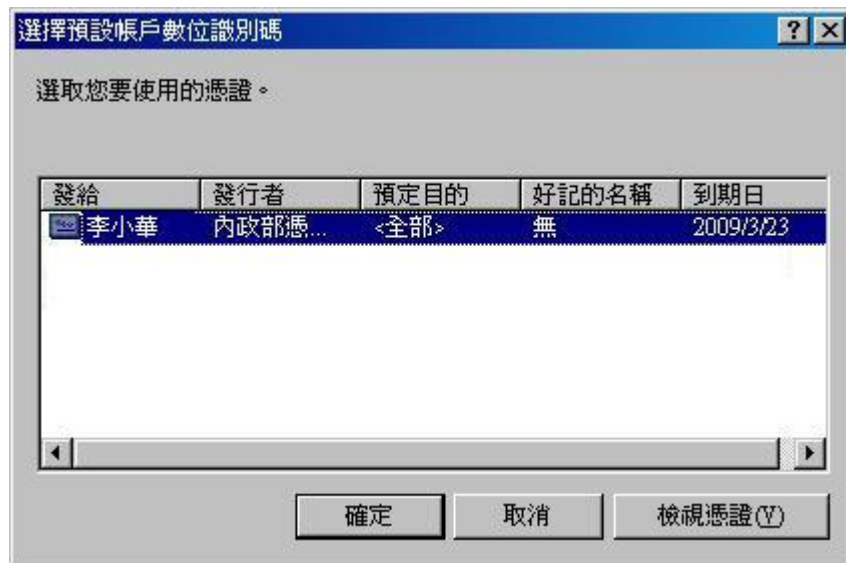 選擇預設帳戶數位識別碼
選取您要使用的憑證。
發給 發行者 預定目的 好記的名稱 到期日
李小華 內政部憑... <全部> 無 2009/3/23
確定 取消 檢視憑證(V)